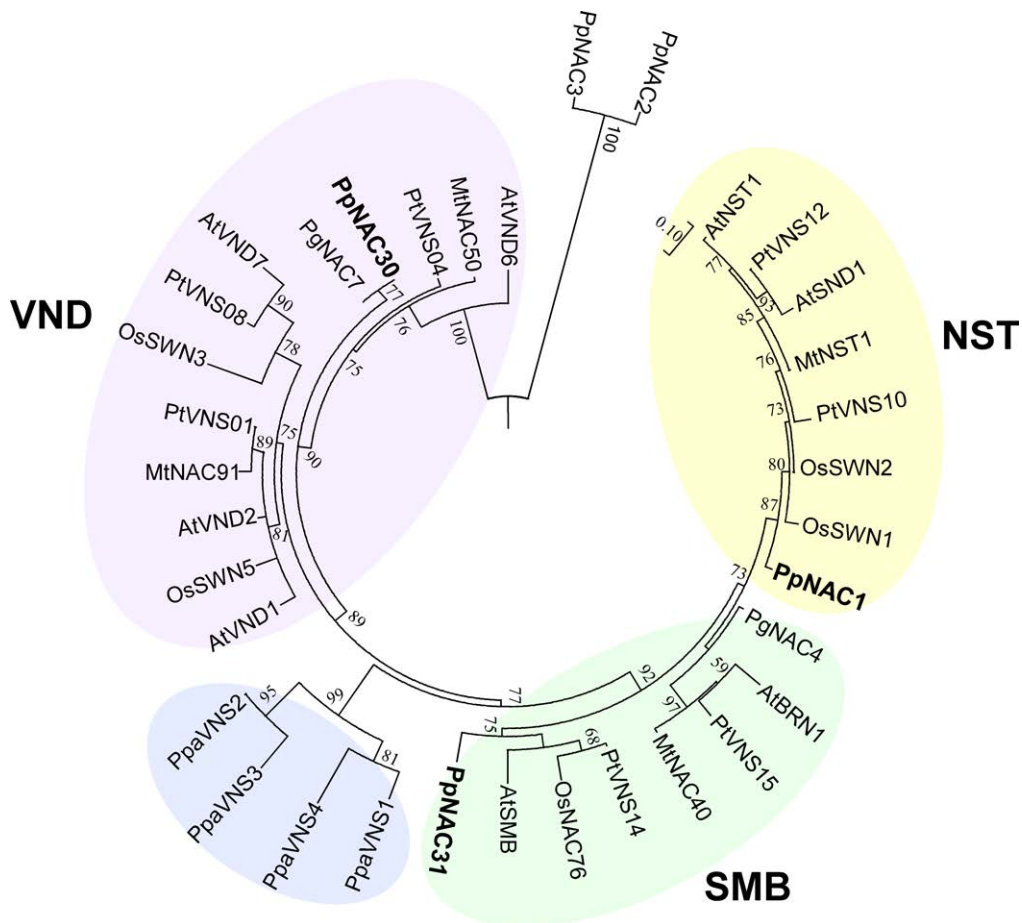 PpNAC3
PpNAC2
100
VND
AtVND7
PtVNS08
OsSWN3
PtVNS01
MtNAC91
AtVND2
OsSWN5
AtVND1
PgNAC7
PpNAC30
PtVNS04
MtNAC50
AtVND6
90
78
89
75
81
77
75
76
100
90
89
0.10
AtNST1
PtVNS12
AtSND1
MtNST1
PtVNS10
OsSWN2
OsSWN1
PpNAC1
77
93
85
76
73
80
87
NST
73
PgNAC4
AtBRN1
PtVNS15
MtNAC40
59
97
92
77
75
68
PtVNS14
OsNAC76
AtSMB
PpNAC31
SMB
99
95
81
PpaVNS2
PpaVNS3
PpaVNS4
PpaVNS1